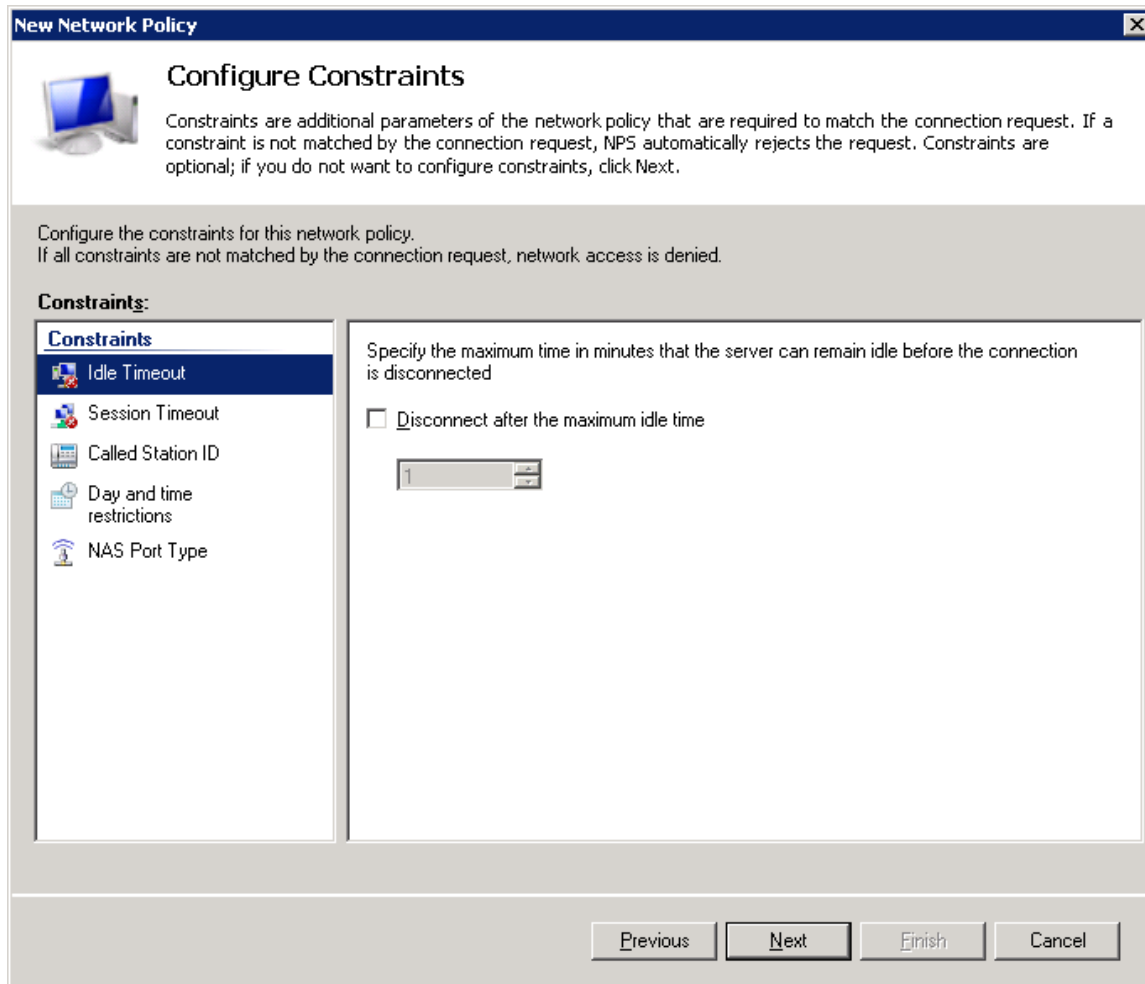 New Network Policy
Configure Constraints
Constraints are additional parameters of the network policy that are required to match the connection request. If a
constraint is not matched by the connection request, NPS automatically rejects the request. Constraints are
optional; if you do not want to configure constraints, click Next.
Configure the constraints for this network policy.
If all constraints are not matched by the connection request, network access is denied.
Constraints:
Constraints
Idle Timeout
Session Timeout
Called Station ID
Day and time
restrictions
NAS Port Type
Specify the maximum time in minutes that the server can remain idle before the connection
is disconnected
Disconnect after the maximum idle time
1
Previous
Next
Finish
Cancel